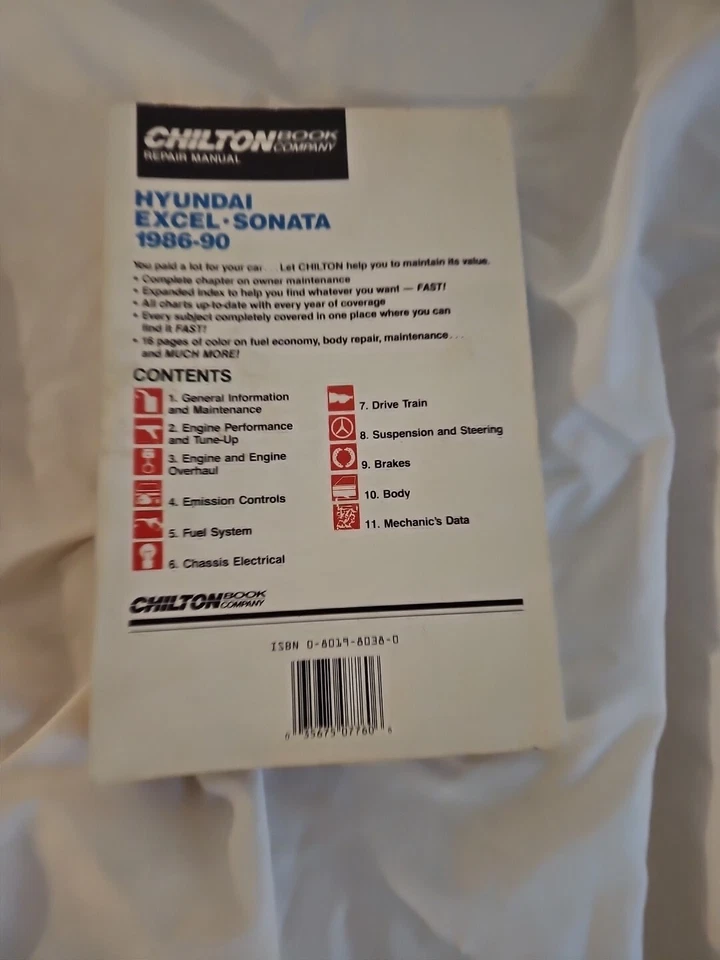 CHILTON BOOK COMPANY
REPAIR MANUAL
HYUNDAI
EXCEL • SONATA
1986-90
You paid a lot for your car . . . Let CHILTON help you to maintain its value.
• Complete chapter on owner maintenance
• Expanded index to help you find whatever you want — FAST!
• All charts up-to-date with every year of coverage
• Every subject completely covered in one place where you can
find it FAST!
• 16 pages of color on fuel economy, body repair, maintenance . . .
and MUCH MORE!
CONTENTS
1. General Information
and Maintenance
2. Engine Performance
and Tune-Up
3. Engine and Engine
Overhaul
4. Emission Controls
5. Fuel System
6. Chassis Electrical
7. Drive Train
8. Suspension and Steering
9. Brakes
10. Body
11. Mechanic's Data
CHILTON BOOK COMPANY
ISBN 0-8019-8038-0
0 35675 07760 6